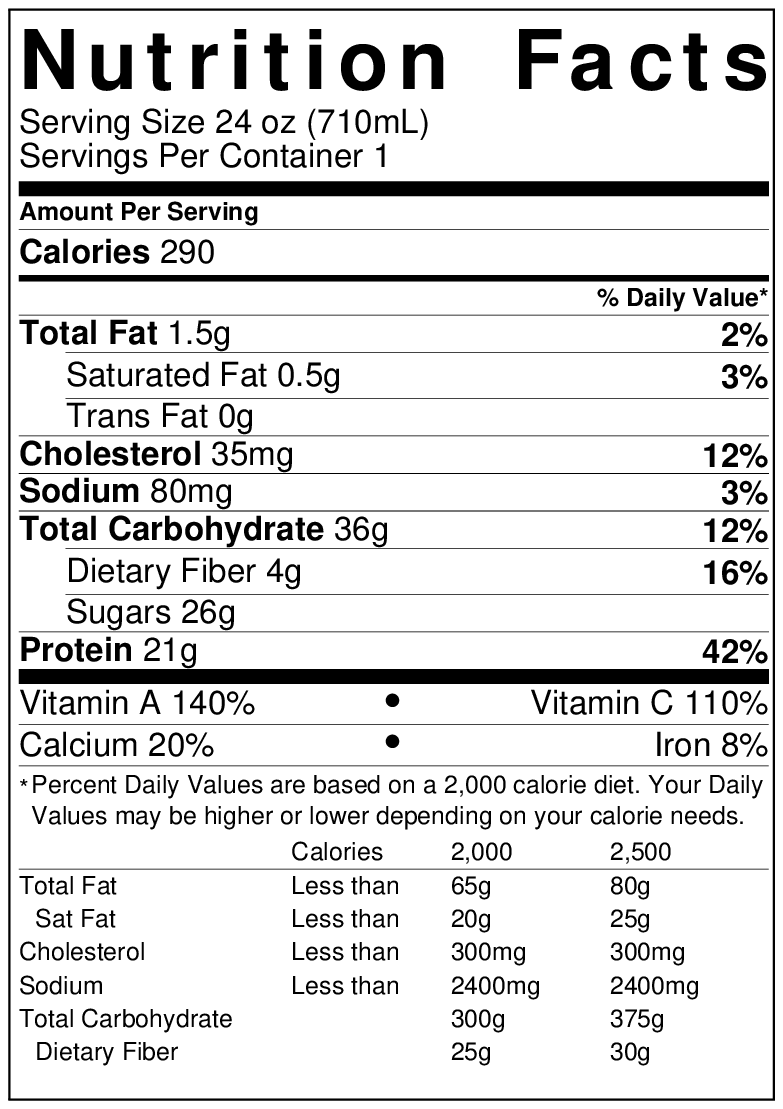 Nutrition Facts
Serving Size 24 oz (710mL)
Servings Per Container 1
Amount Per Serving
Calories 290
% Daily Value*
Total Fat 1.5g 2%
Saturated Fat 0.5g 3%
Trans Fat 0g
Cholesterol 35mg 12%
Sodium 80mg 3%
Total Carbohydrate 36g 12%
Dietary Fiber 4g 16%
Sugars 26g
Protein 21g 42%
Vitamin A 140% • Vitamin C 110%
Calcium 20% • Iron 8%
*Percent Daily Values are based on a 2,000 calorie diet. Your Daily
Values may be higher or lower depending on your calorie needs.
Calories 2,000 2,500
Total Fat Less than 65g 80g
Sat Fat Less than 20g 25g
Cholesterol Less than 300mg 300mg
Sodium Less than 2400mg 2400mg
Total Carbohydrate 300g 375g
Dietary Fiber 25g 30g